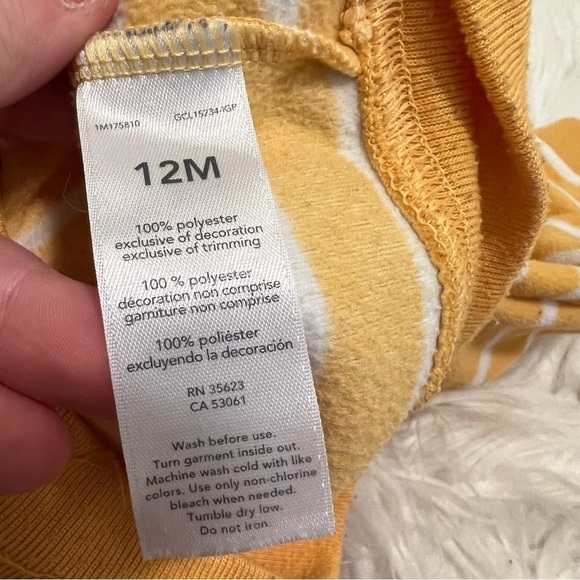 1M175810 GCL15234-IGP
12M
100% polyester
exclusive of decoration
exclusive of trimming
100 % polyester
décoration non comprise
garniture non comprise
100% poliéster
excluyendo la decoración
RN 35623
CA 53061
Wash before use.
Turn garment inside out.
Machine wash cold with like
colors. Use only non-chlorine
bleach when needed.
Tumble dry low.
Do not iron.